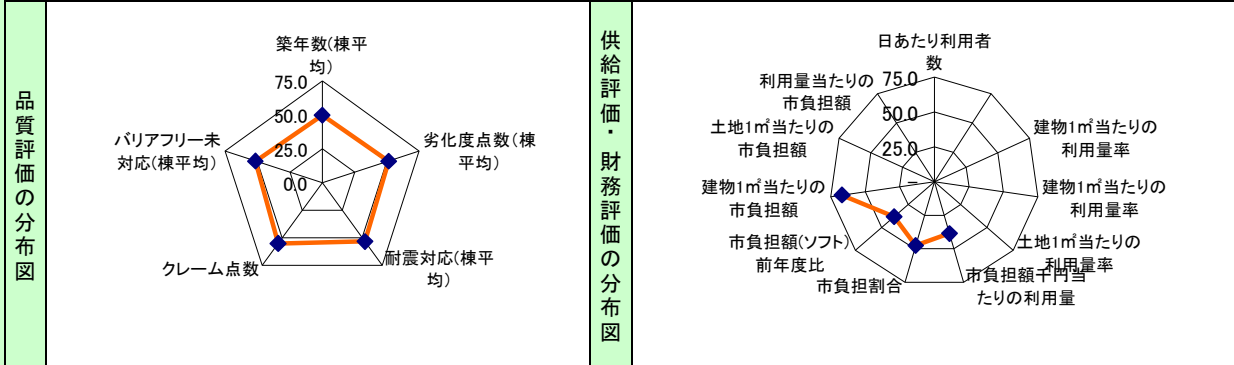 品質評価の分布図
築年数(棟平
均)
75.0
50.0
25.0
0.0
劣化度点数(棟
平均)
耐震対応(棟平
均)
クレーム点数
バリアフリー未
対応(棟平均)
供給評価・財務評価の分布図
日あたり利用者
数
75.0
50.0
25.0
–
建物1㎡当たりの
利用量率
建物1㎡当たりの
利用量率
土地1㎡当たりの
利用量率
市負担額千円当
たりの利用量
市負担割合
市負担額(ソフト)
前年度比
建物1㎡当たりの
市負担額
土地1㎡当たりの
市負担額
利用量当たりの
市負担額